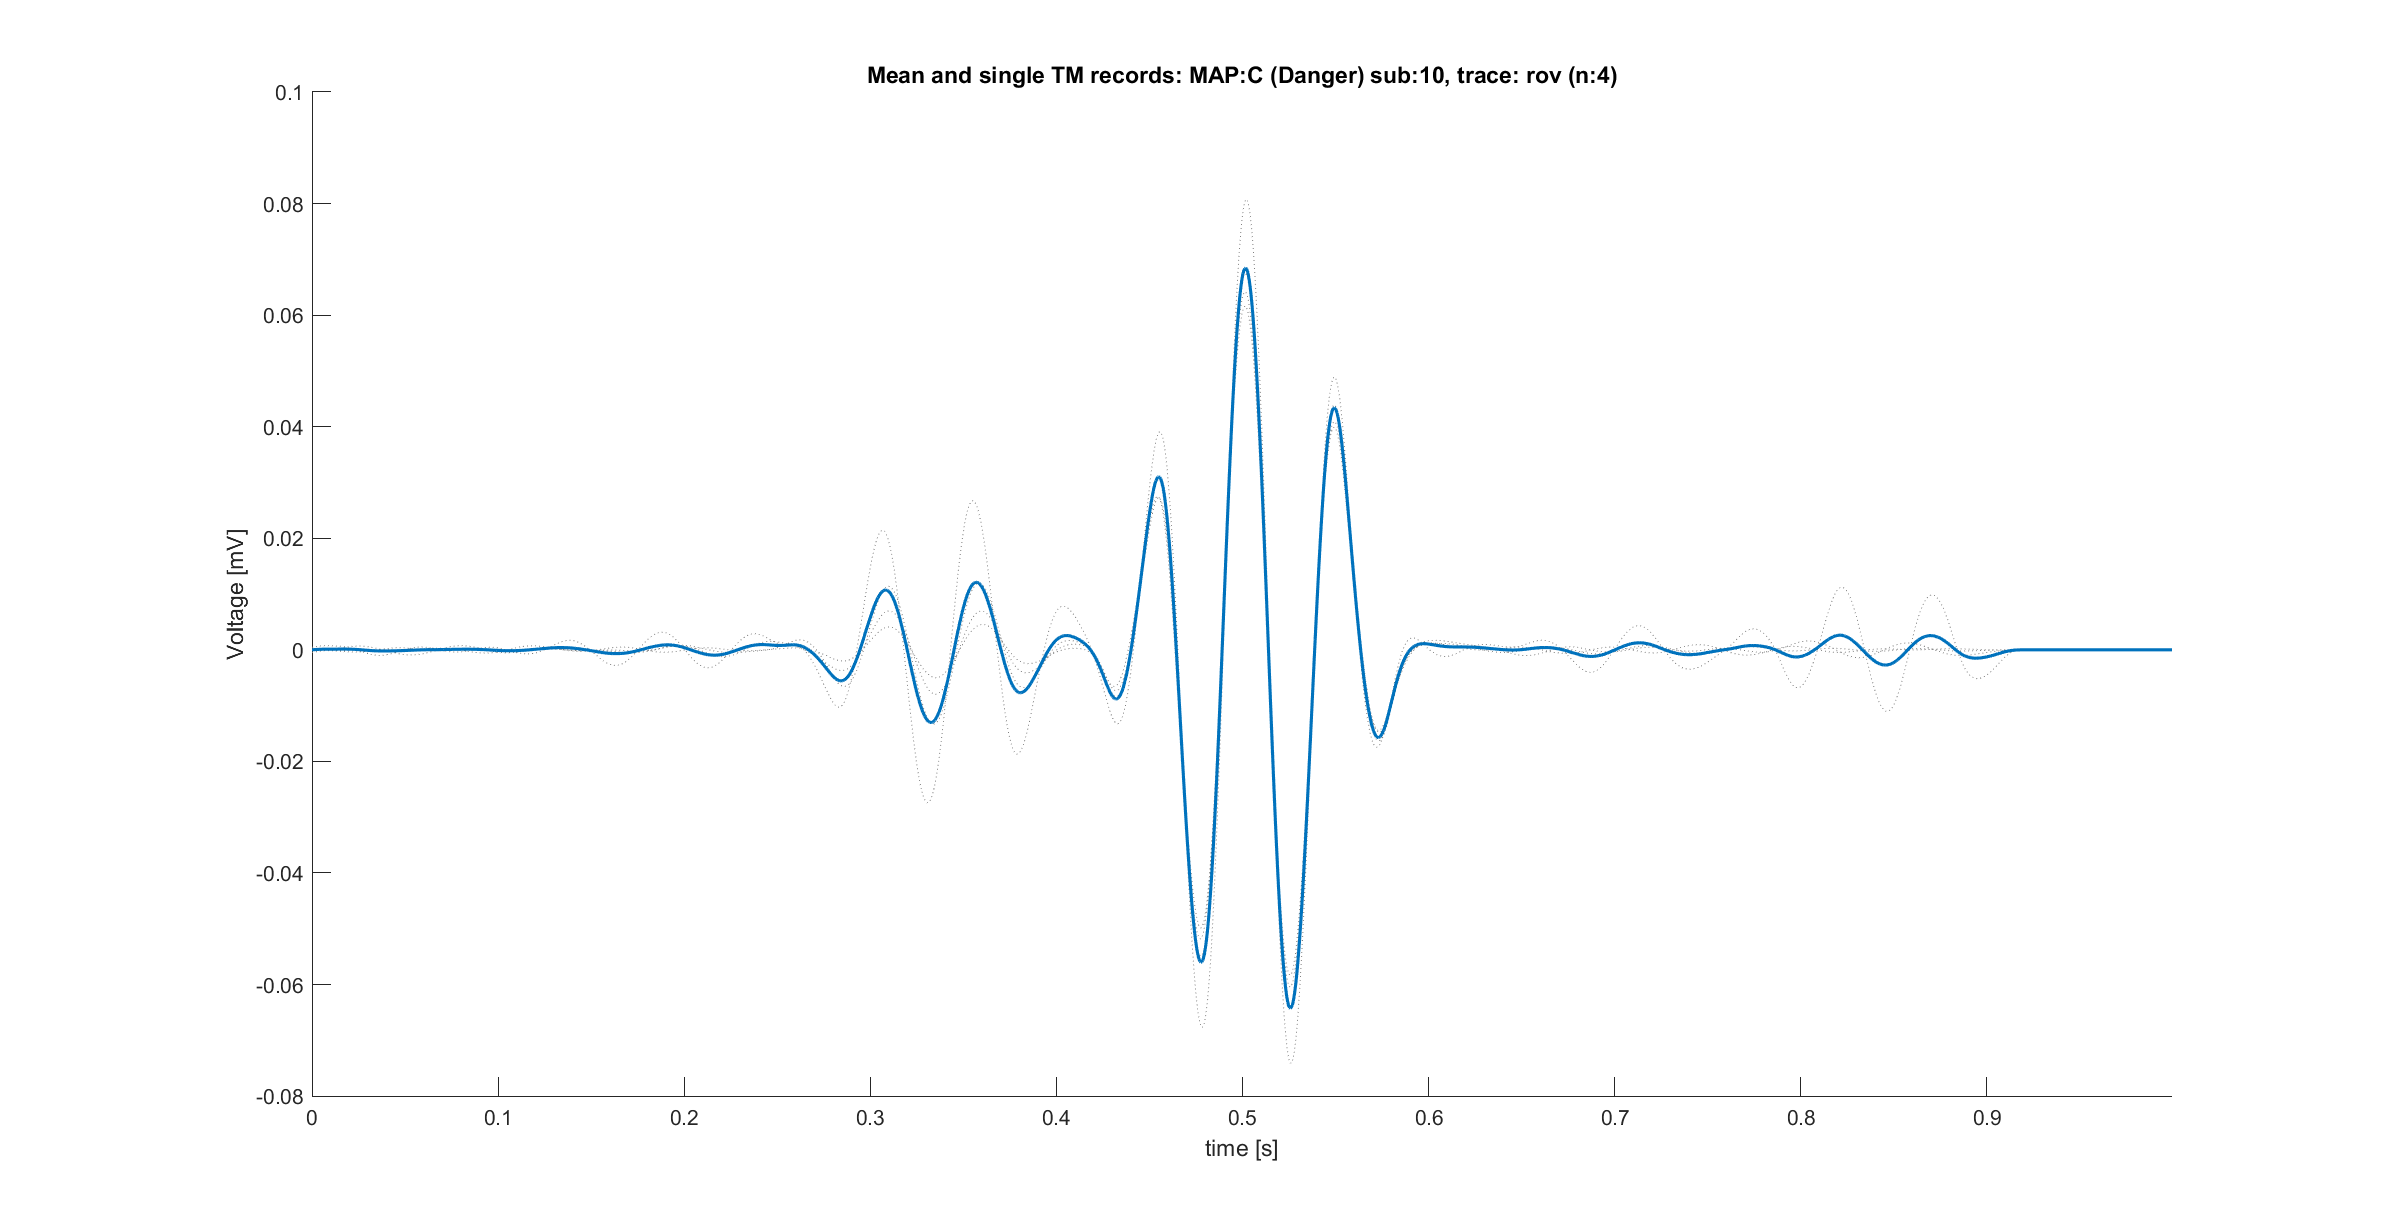 Mean and single TM records: MAP:C (Danger) sub:10, trace: rov (n:4)
0.1
0.08
0.06
0.04
0.02
0
-0.02
-0.04
-0.06
-0.08
Voltage [mV]
0 0.1 0.2 0.3 0.4 0.5 0.6 0.7 0.8 0.9
time [s]